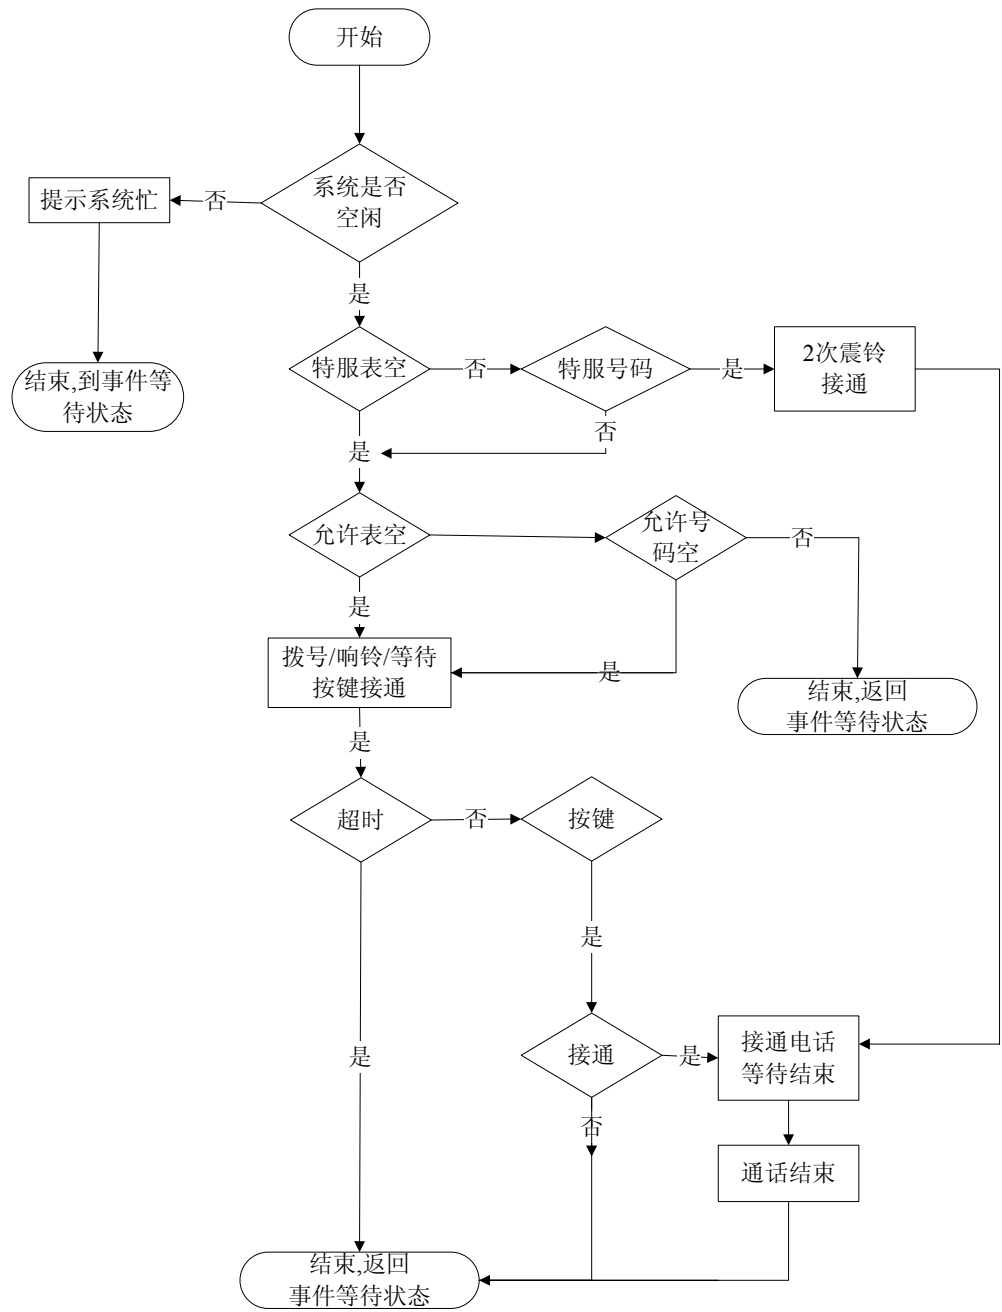 开始
系统是否
空闲
否
提示系统忙
是
结束,到事件等
待状态
特服表空
否
特服号码
是
2次震铃
接通
否
是
允许表空
允许号
码空
否
是
拨号/响铃/等待
按键接通
是
结束,返回
事件等待状态
是
超时
否
按键
是
是
接通
是
接通电话
等待结束
否
通话结束
结束,返回
事件等待状态